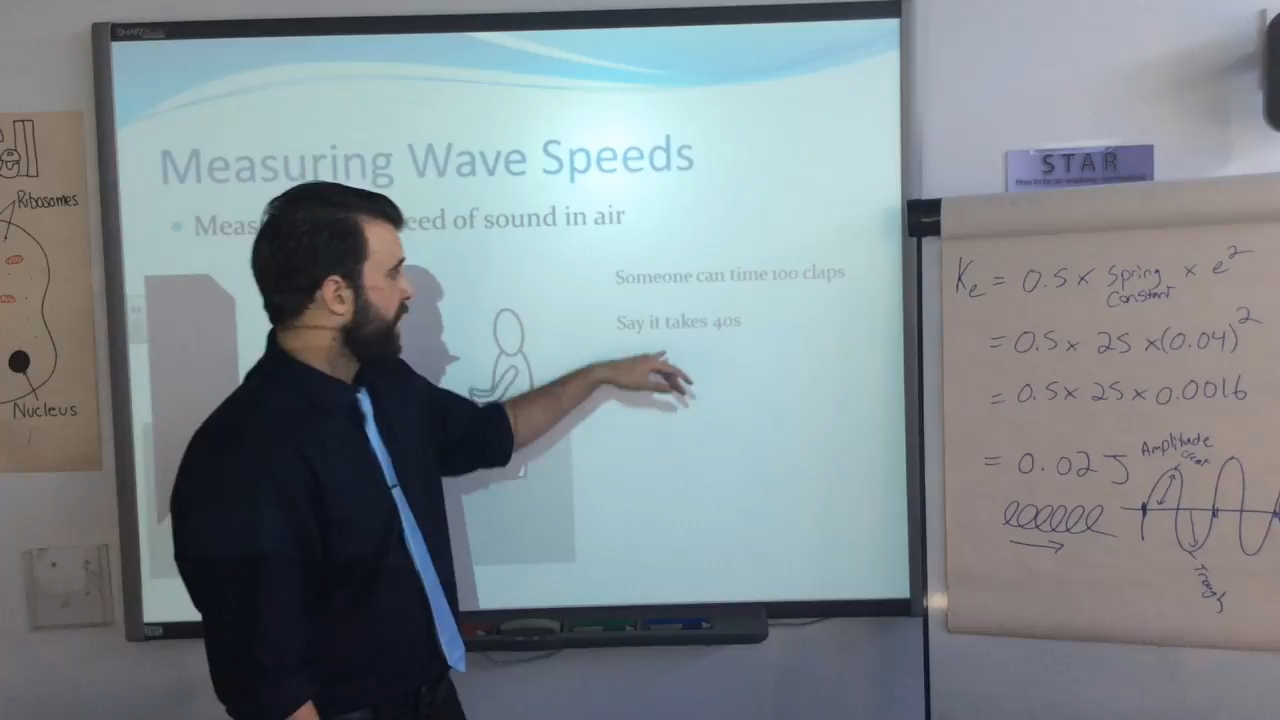 Ribosomes
Nucleus
SMART
Measuring Wave Speeds
• Meas eed of sound in air
Someone can time 100 claps
Say it takes 40s
STAR
Ke = 0.5 x Spring Constant x e²
= 0.5 x 25 x (0.04)²
= 0.5 x 25 x 0.0016
= 0.02 J
Amplitude
crest
Trough